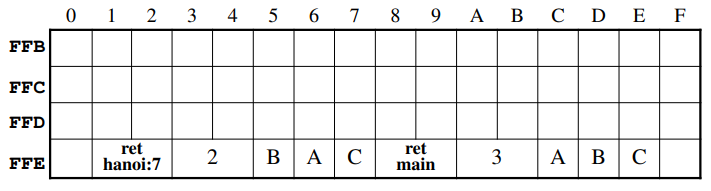 0 1 2 3 4 5 6 7 8 9 A B C D E F
FFB
FFC
FFD
FFE ret hanoi:7 2 B A C ret main 3 A B C